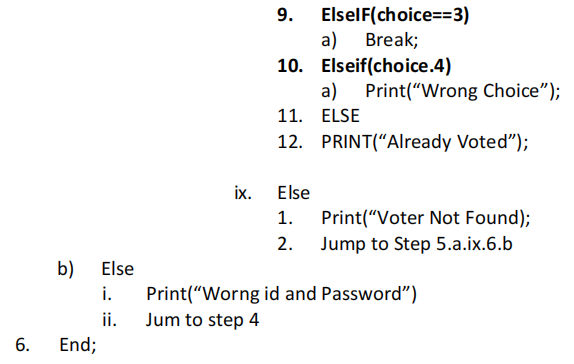 9. ElseIF(choice==3)
a) Break;
10. Elseif(choice.4)
a) Print(“Wrong Choice”);
11. ELSE
12. PRINT(“Already Voted”);
ix. Else
1. Print(“Voter Not Found);
2. Jump to Step 5.a.ix.6.b
b) Else
i. Print(“Worng id and Password”)
ii. Jum to step 4
6. End;